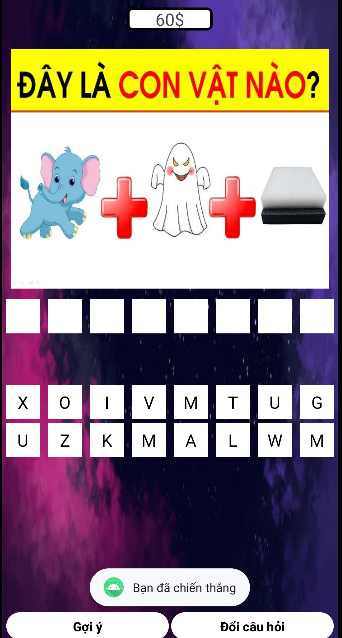 60$
ĐÂY LÀ CON VẬT NÀO?
X O I V M T U G
U Z K M A L W M
Bạn đã chiến thắng
Gợi ý Đổi câu hỏi